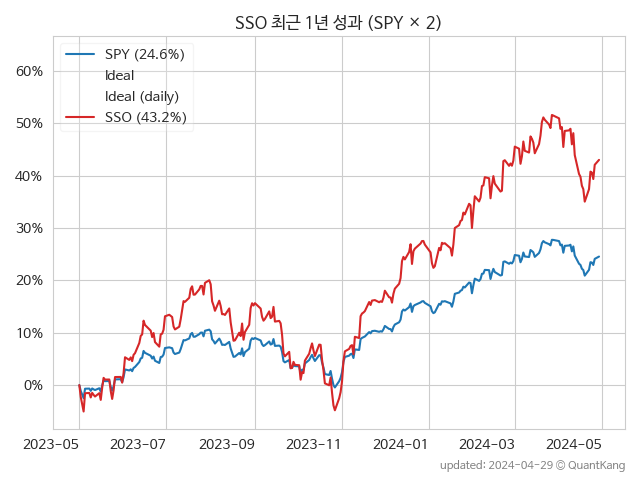 SSO 최근 1년 성과 (SPY × 2)
SPY (24.6%)
Ideal
Ideal (daily)
SSO (43.2%)
60%
50%
40%
30%
20%
10%
0%
2023-05 2023-07 2023-09 2023-11 2024-01 2024-03 2024-05
updated: 2024-04-29 © QuantKang